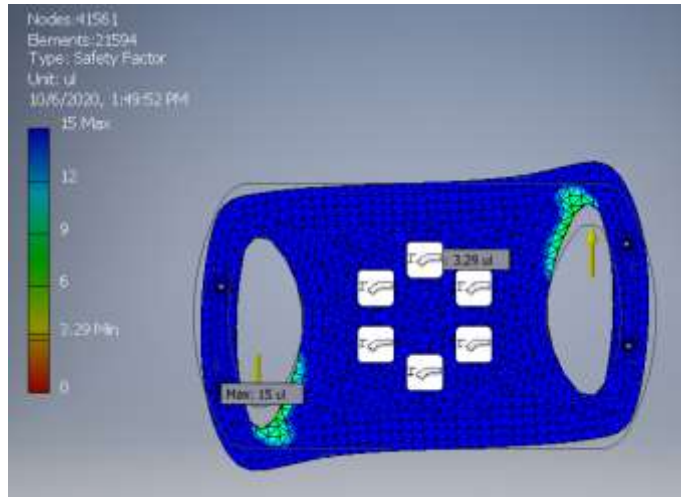 Nodes:41561
Elements:21594
Type: Safety Factor
Unit: ul
10/6/2020, 1:49:52 PM
15 Max
12
9
6
3.29 Min
0
3.29 ul
Max: 15 ul